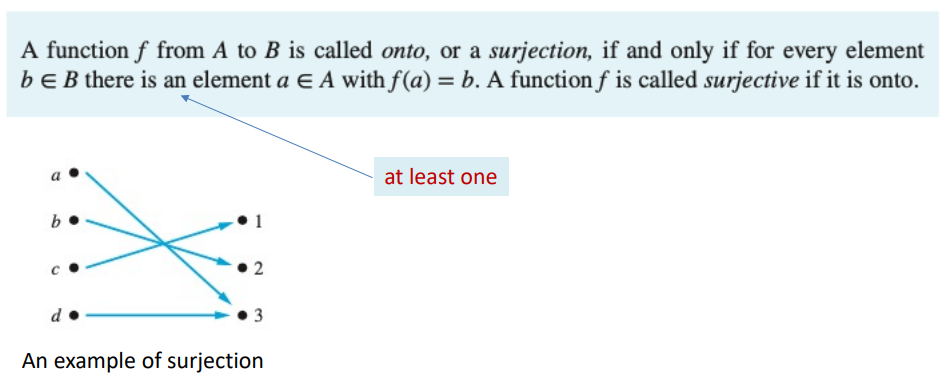 A function f from A to B is called onto, or a surjection, if and only if for every element
b ∈ B there is an element a ∈ A with f(a) = b. A function f is called surjective if it is onto.
at least one
a
b
c
d
1
2
3
An example of surjection